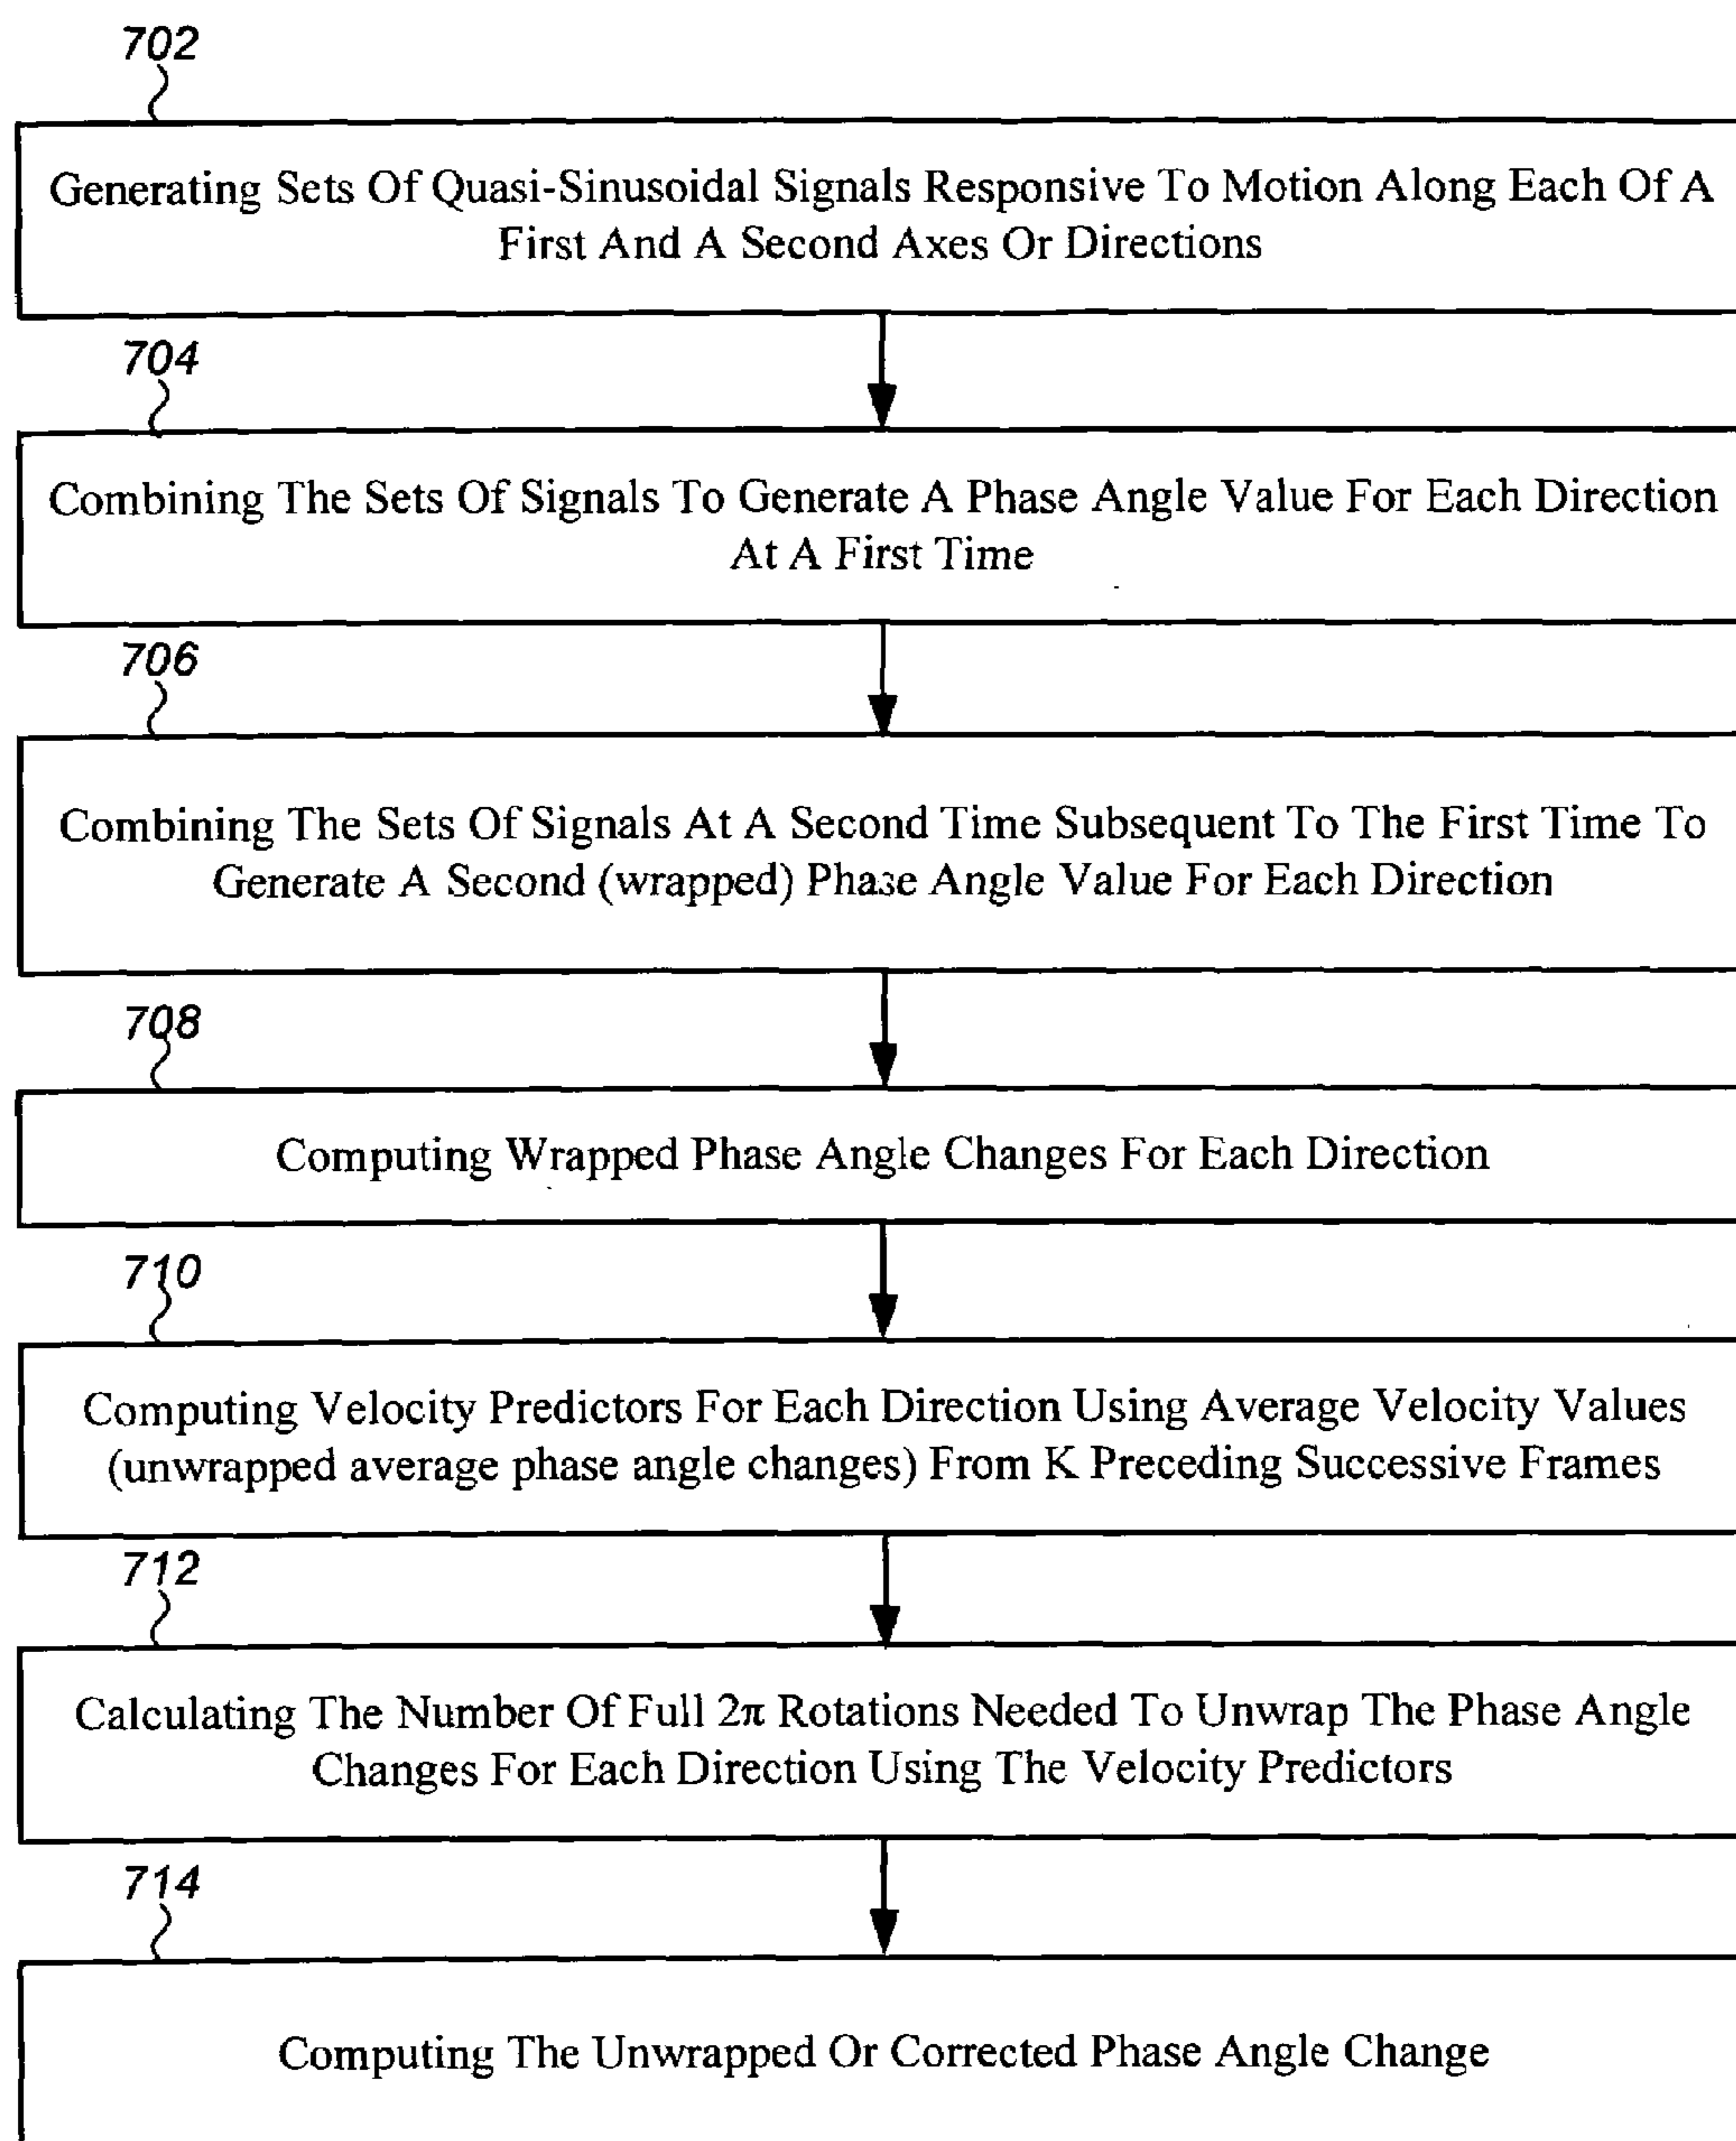 702
Generating Sets Of Quasi-Sinusoidal Signals Responsive To Motion Along Each Of A
First And A Second Axes Or Directions
704
Combining The Sets Of Signals To Generate A Phase Angle Value For Each Direction
At A First Time
706
Combining The Sets Of Signals At A Second Time Subsequent To The First Time To
Generate A Second (wrapped) Phase Angle Value For Each Direction
708
Computing Wrapped Phase Angle Changes For Each Direction
710
Computing Velocity Predictors For Each Direction Using Average Velocity Values
(unwrapped average phase angle changes) From K Preceding Successive Frames
712
Calculating The Number Of Full 2π Rotations Needed To Unwrap The Phase Angle
Changes For Each Direction Using The Velocity Predictors
714
Computing The Unwrapped Or Corrected Phase Angle Change